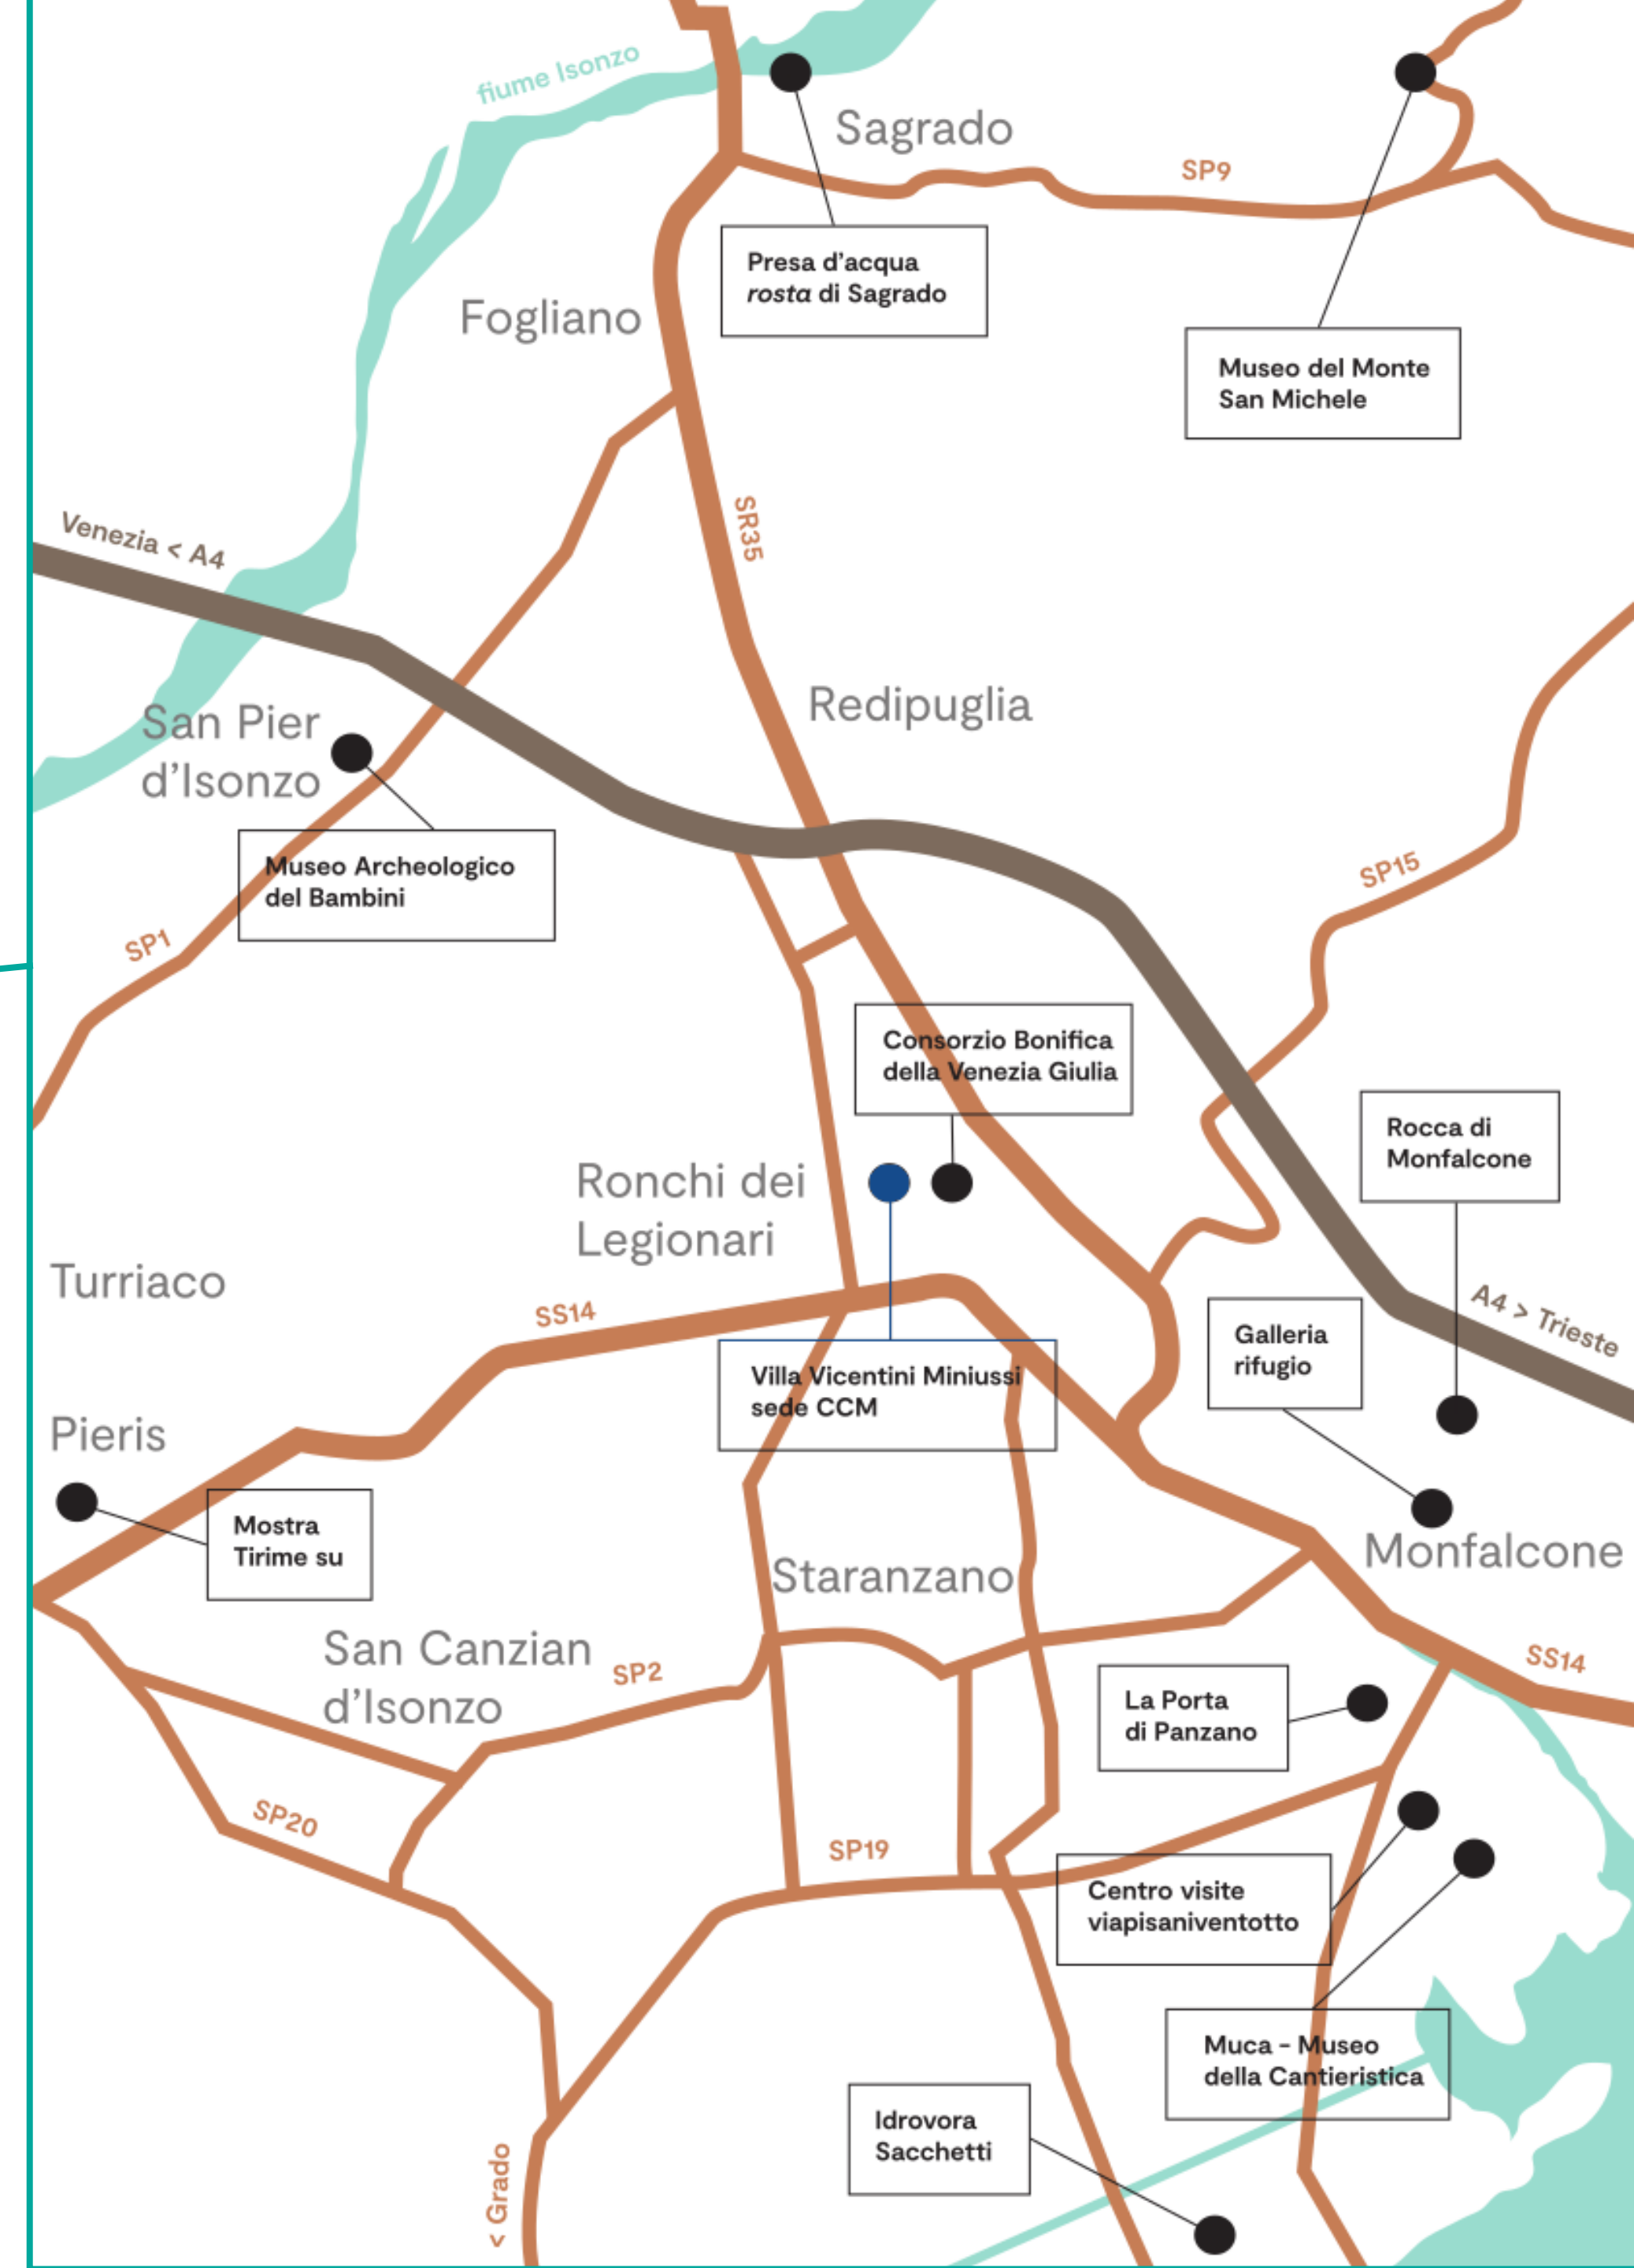 fiume Isonzo
Sagrado
SP9
Presa d’acqua
rosta di Sagrado
Fogliano
Museo del Monte
San Michele
SR35
Venezia < A4
San Pier
d’Isonzo
Redipuglia
Museo Archeologico
del Bambini
SP15
SP1
Consorzio Bonifica
della Venezia Giulia
Rocca di
Monfalcone
Ronchi dei
Legionari
Turriaco
SS14
A4 > Trieste
Galleria
rifugio
Villa Vicentini Miniussi
sede CCM
Pieris
Mostra
Tirime su
Monfalcone
Staranzano
San Canzian
d’Isonzo
SP2
SS14
La Porta
di Panzano
SP20
SP19
Centro visite
viapisaniventotto
Muca - Museo
della Cantieristica
Idrovora
Sacchetti
< Grado